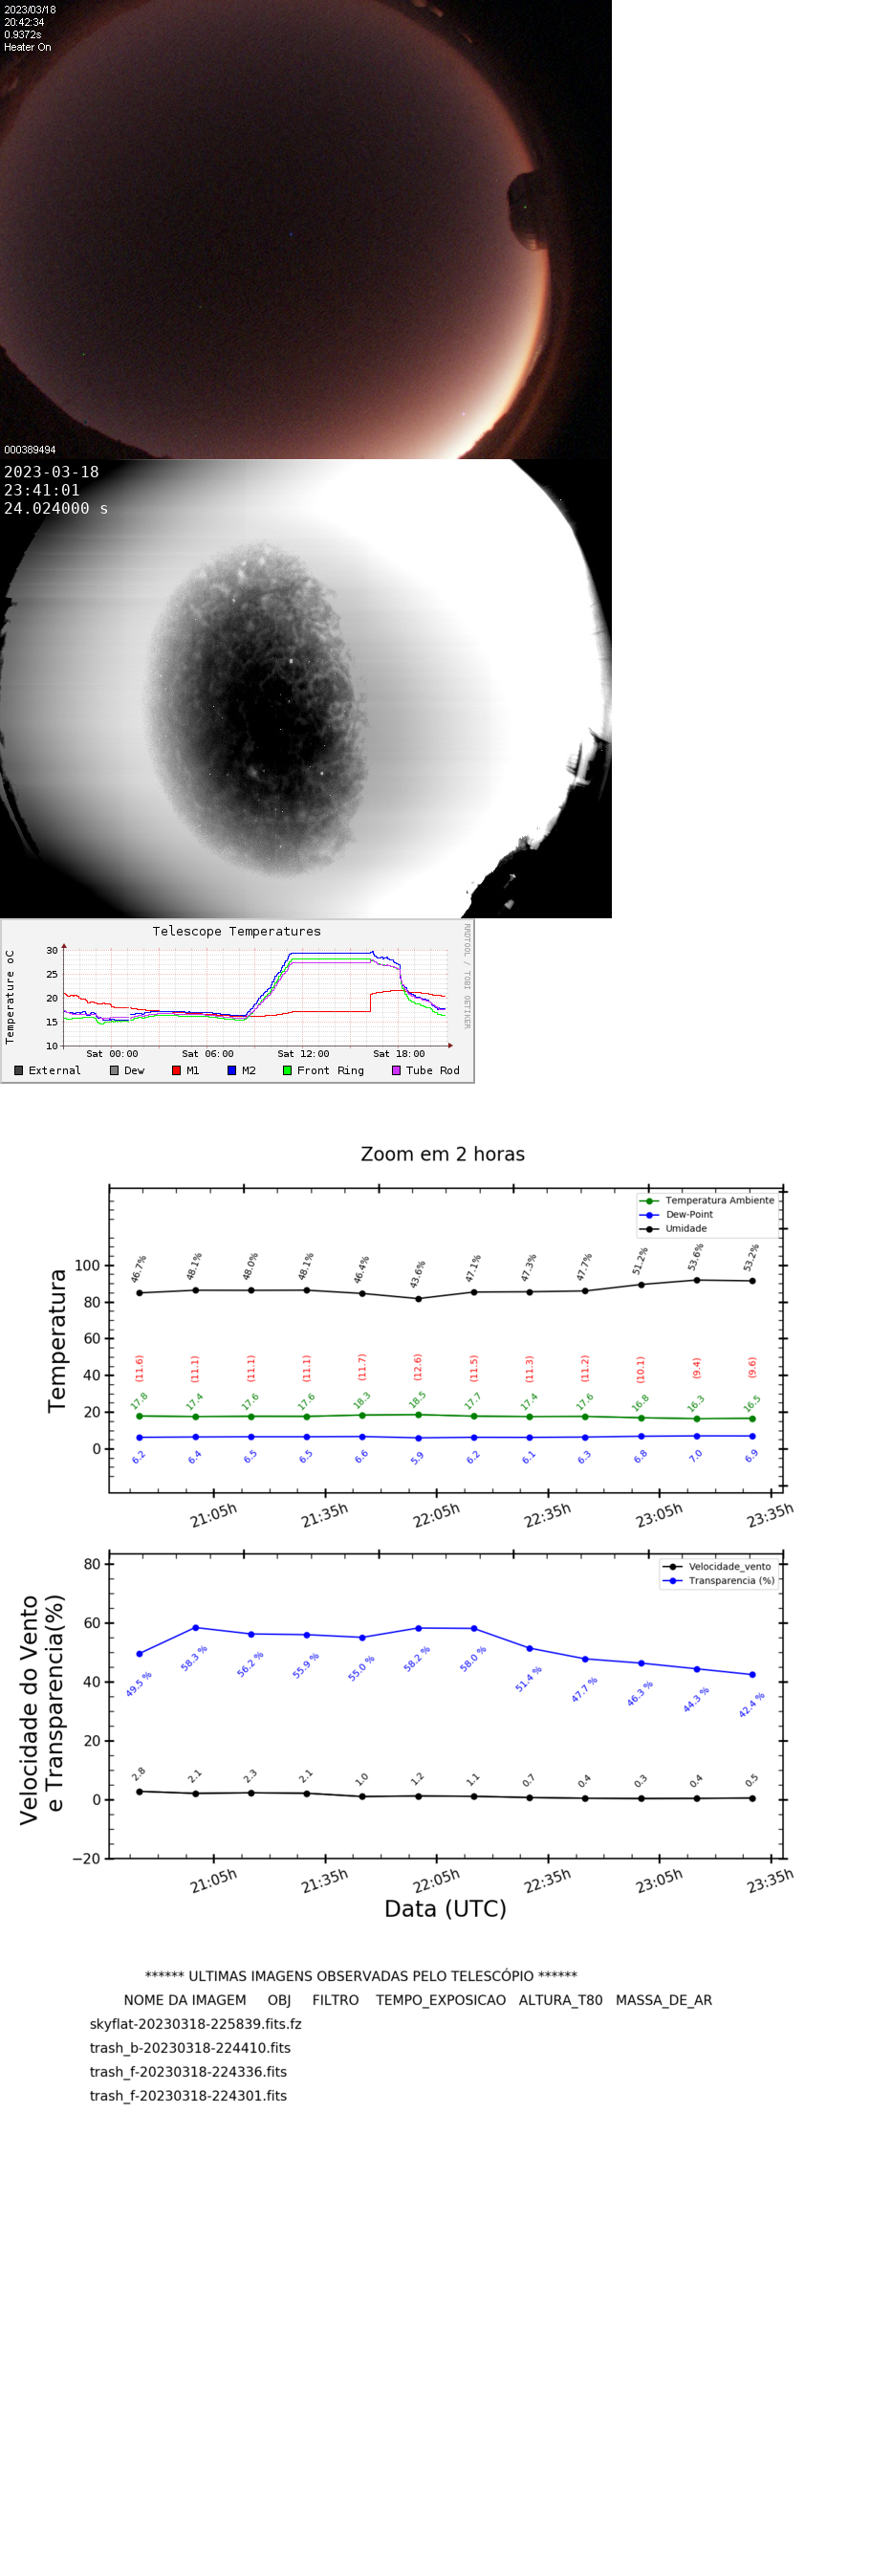 2023/03/18
20:42:34
0.9372s
Heater On
000389494
2023-03-18
23:41:01
24.024000 s
Telescope Temperatures
RRDTOOL / TOBI OETIKER
Temperature oC
30
25
20
15
10
Sat 00:00 Sat 06:00 Sat 12:00 Sat 18:00
External Dew M1 M2 Front Ring Tube Rod
Zoom em 2 horas
Temperatura Ambiente
Dew-Point
Umidade
Temperatura
100
80
60
40
20
0
46.7% 48.1% 48.0% 48.1% 46.4% 43.6% 47.1% 47.3% 47.7% 51.2% 53.6% 53.2%
(11.6) (11.1) (11.1) (11.1) (11.7) (12.6) (11.5) (11.3) (11.2) (10.1) (9.4) (9.6)
17.8 17.4 17.6 17.6 18.3 18.5 17.7 17.4 17.6 16.8 16.3 16.5
6.2 6.4 6.5 6.5 6.6 5.9 6.2 6.1 6.3 6.8 7.0 6.9
21:05h 21:35h 22:05h 22:35h 23:05h 23:35h
Velocidade_vento
Transparencia (%)
Velocidade do Vento
e Transparencia(%)
80
60
40
20
0
−20
49.5 % 58.3 % 56.2 % 55.9 % 55.0 % 58.2 % 58.0 % 51.4 % 47.7 % 46.3 % 44.3 % 42.4 %
2.8 2.1 2.3 2.1 1.0 1.2 1.1 0.7 0.4 0.3 0.4 0.5
21:05h 21:35h 22:05h 22:35h 23:05h 23:35h
Data (UTC)
****** ULTIMAS IMAGENS OBSERVADAS PELO TELESCÓPIO ******
NOME DA IMAGEM OBJ FILTRO TEMPO_EXPOSICAO ALTURA_T80 MASSA_DE_AR
skyflat-20230318-225839.fits.fz
trash_b-20230318-224410.fits
trash_f-20230318-224336.fits
trash_f-20230318-224301.fits